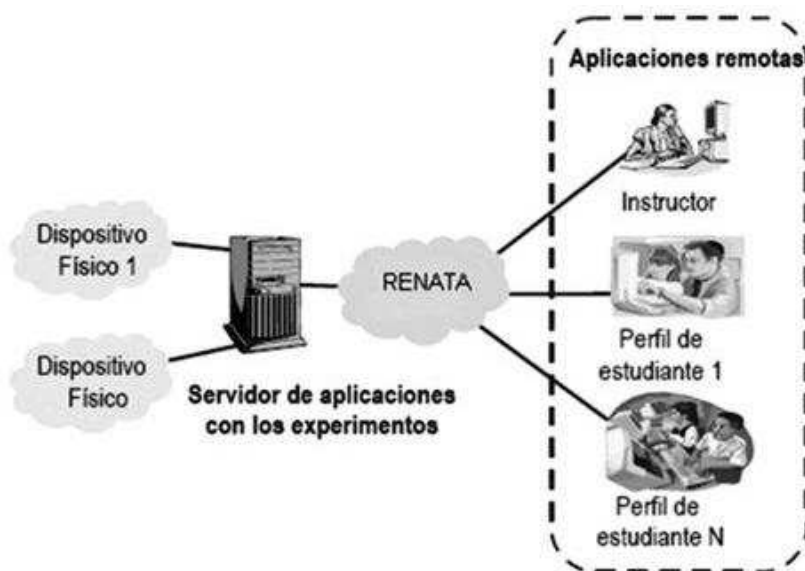 Aplicaciones remotas
Instructor
Dispositivo
Físico 1
RENATA
Perfil de
estudiante 1
Dispositivo
Físico
Servidor de aplicaciones
con los experimentos
Perfil de
estudiante N